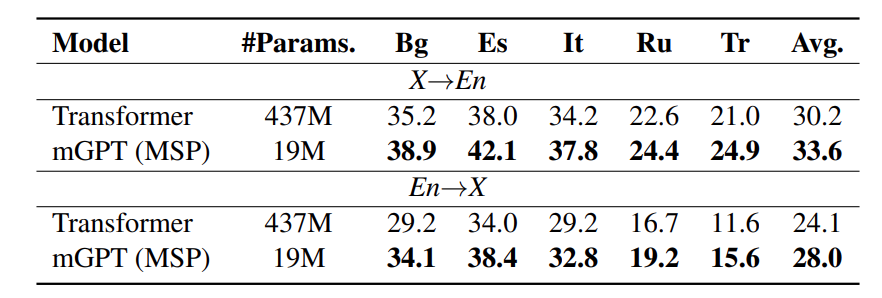 Model #Params. Bg Es It Ru Tr Avg.
X→En
Transformer 437M 35.2 38.0 34.2 22.6 21.0 30.2
mGPT (MSP) 19M 38.9 42.1 37.8 24.4 24.9 33.6
En→X
Transformer 437M 29.2 34.0 29.2 16.7 11.6 24.1
mGPT (MSP) 19M 34.1 38.4 32.8 19.2 15.6 28.0